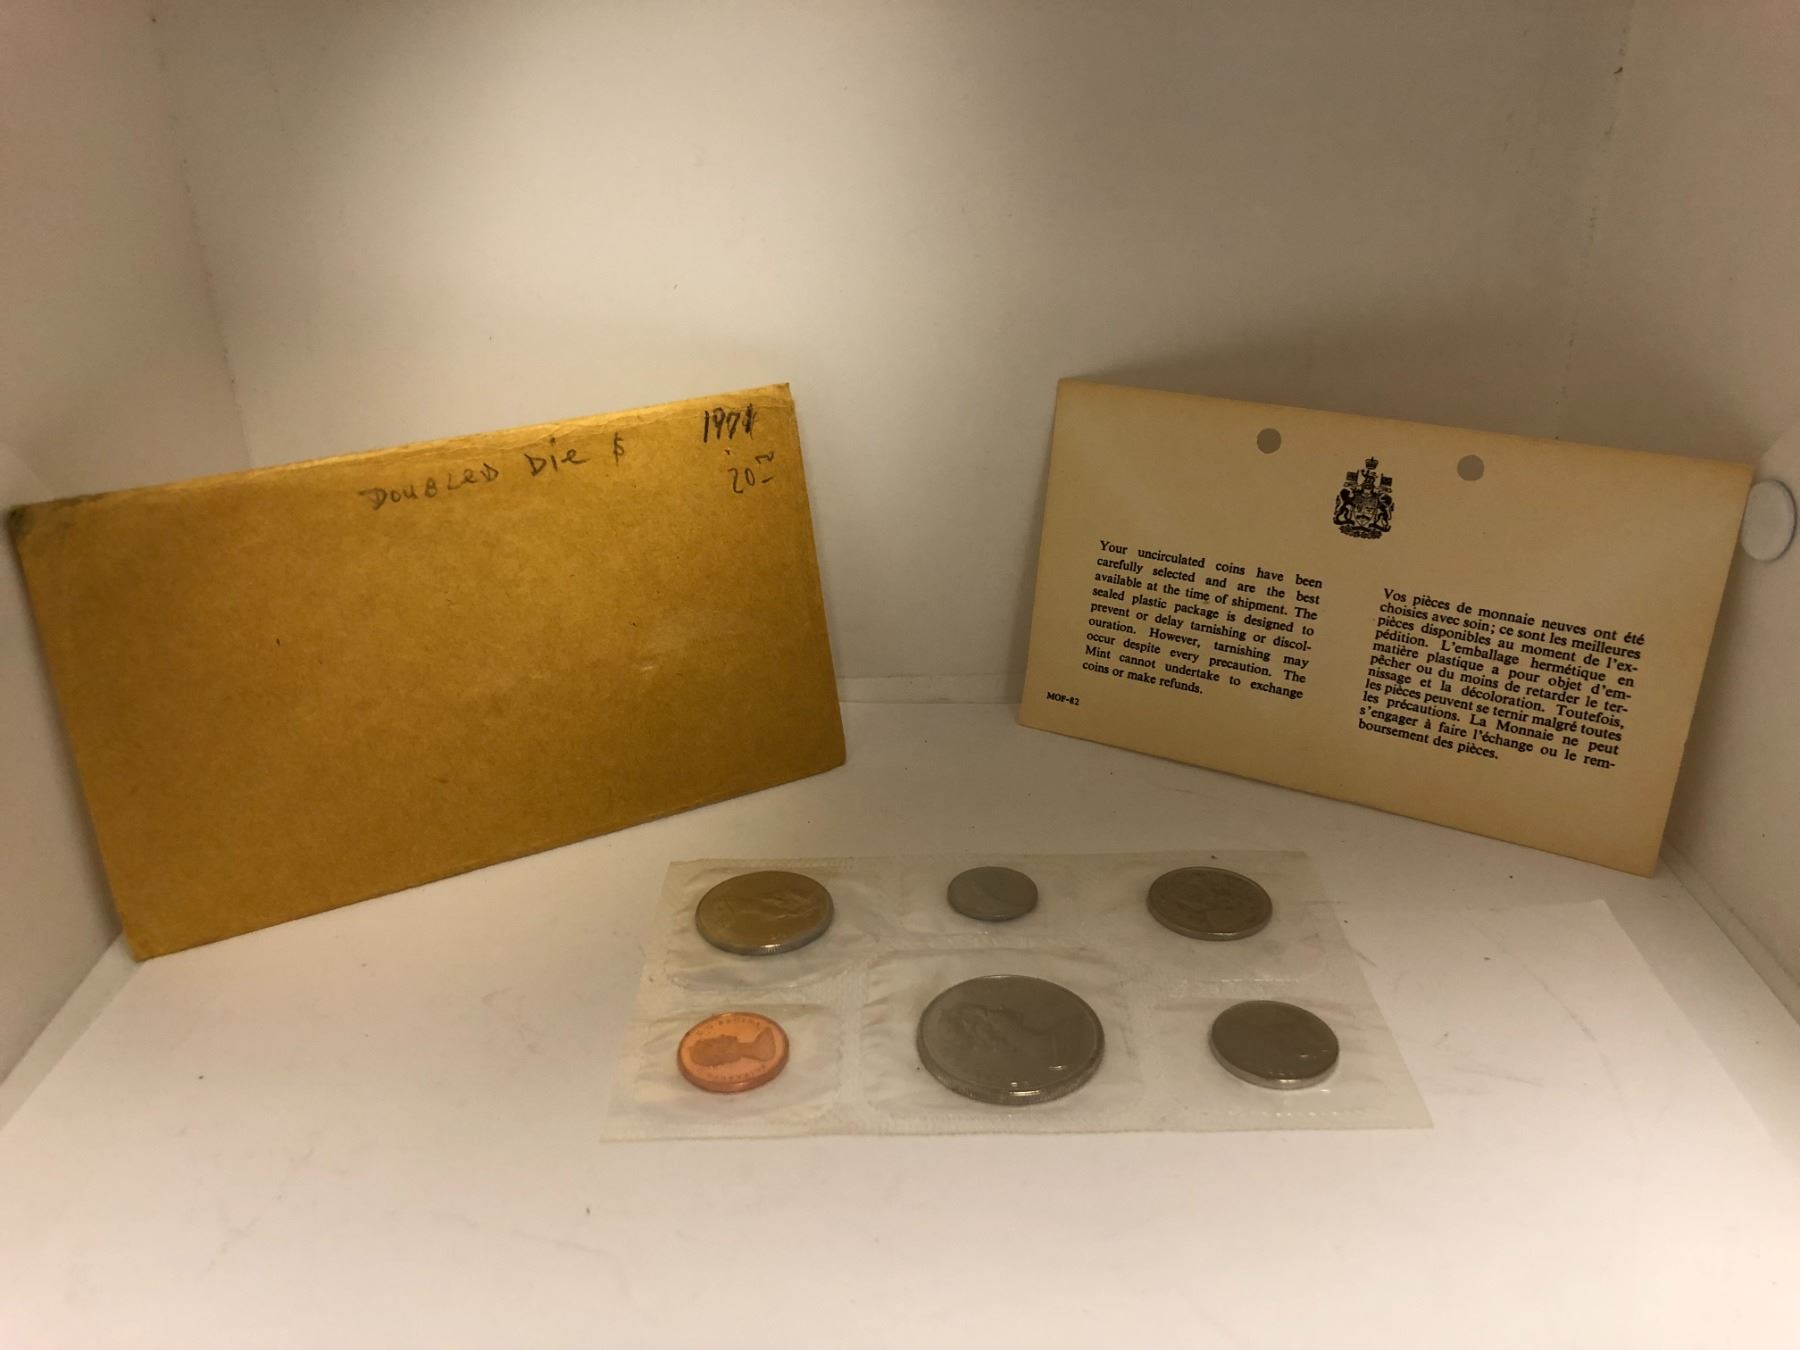 1974
DOUBLED Die $
20
Your uncirculated coins have been
carefully selected and are the best
available at the time of shipment. The
sealed plastic package is designed to
prevent or delay tarnishing or discol-
ouration. However, tarnishing may
occur despite every precaution. The
Mint cannot undertake to exchange
coins or make refunds.
MOF-82
Vos pièces de monnaie neuves ont été
choisies avec soin; ce sont les meilleures
pièces disponibles au moment de l'ex-
pédition. L'emballage hermétique en
matière plastique a pour objet d'em-
pêcher ou du moins de retarder le ter-
nissage et la décoloration. Toutefois,
les pièces peuvent se ternir malgré toutes
les précautions. La Monnaie ne peut
s'engager à faire l'échange ou le rem-
boursement des pièces.